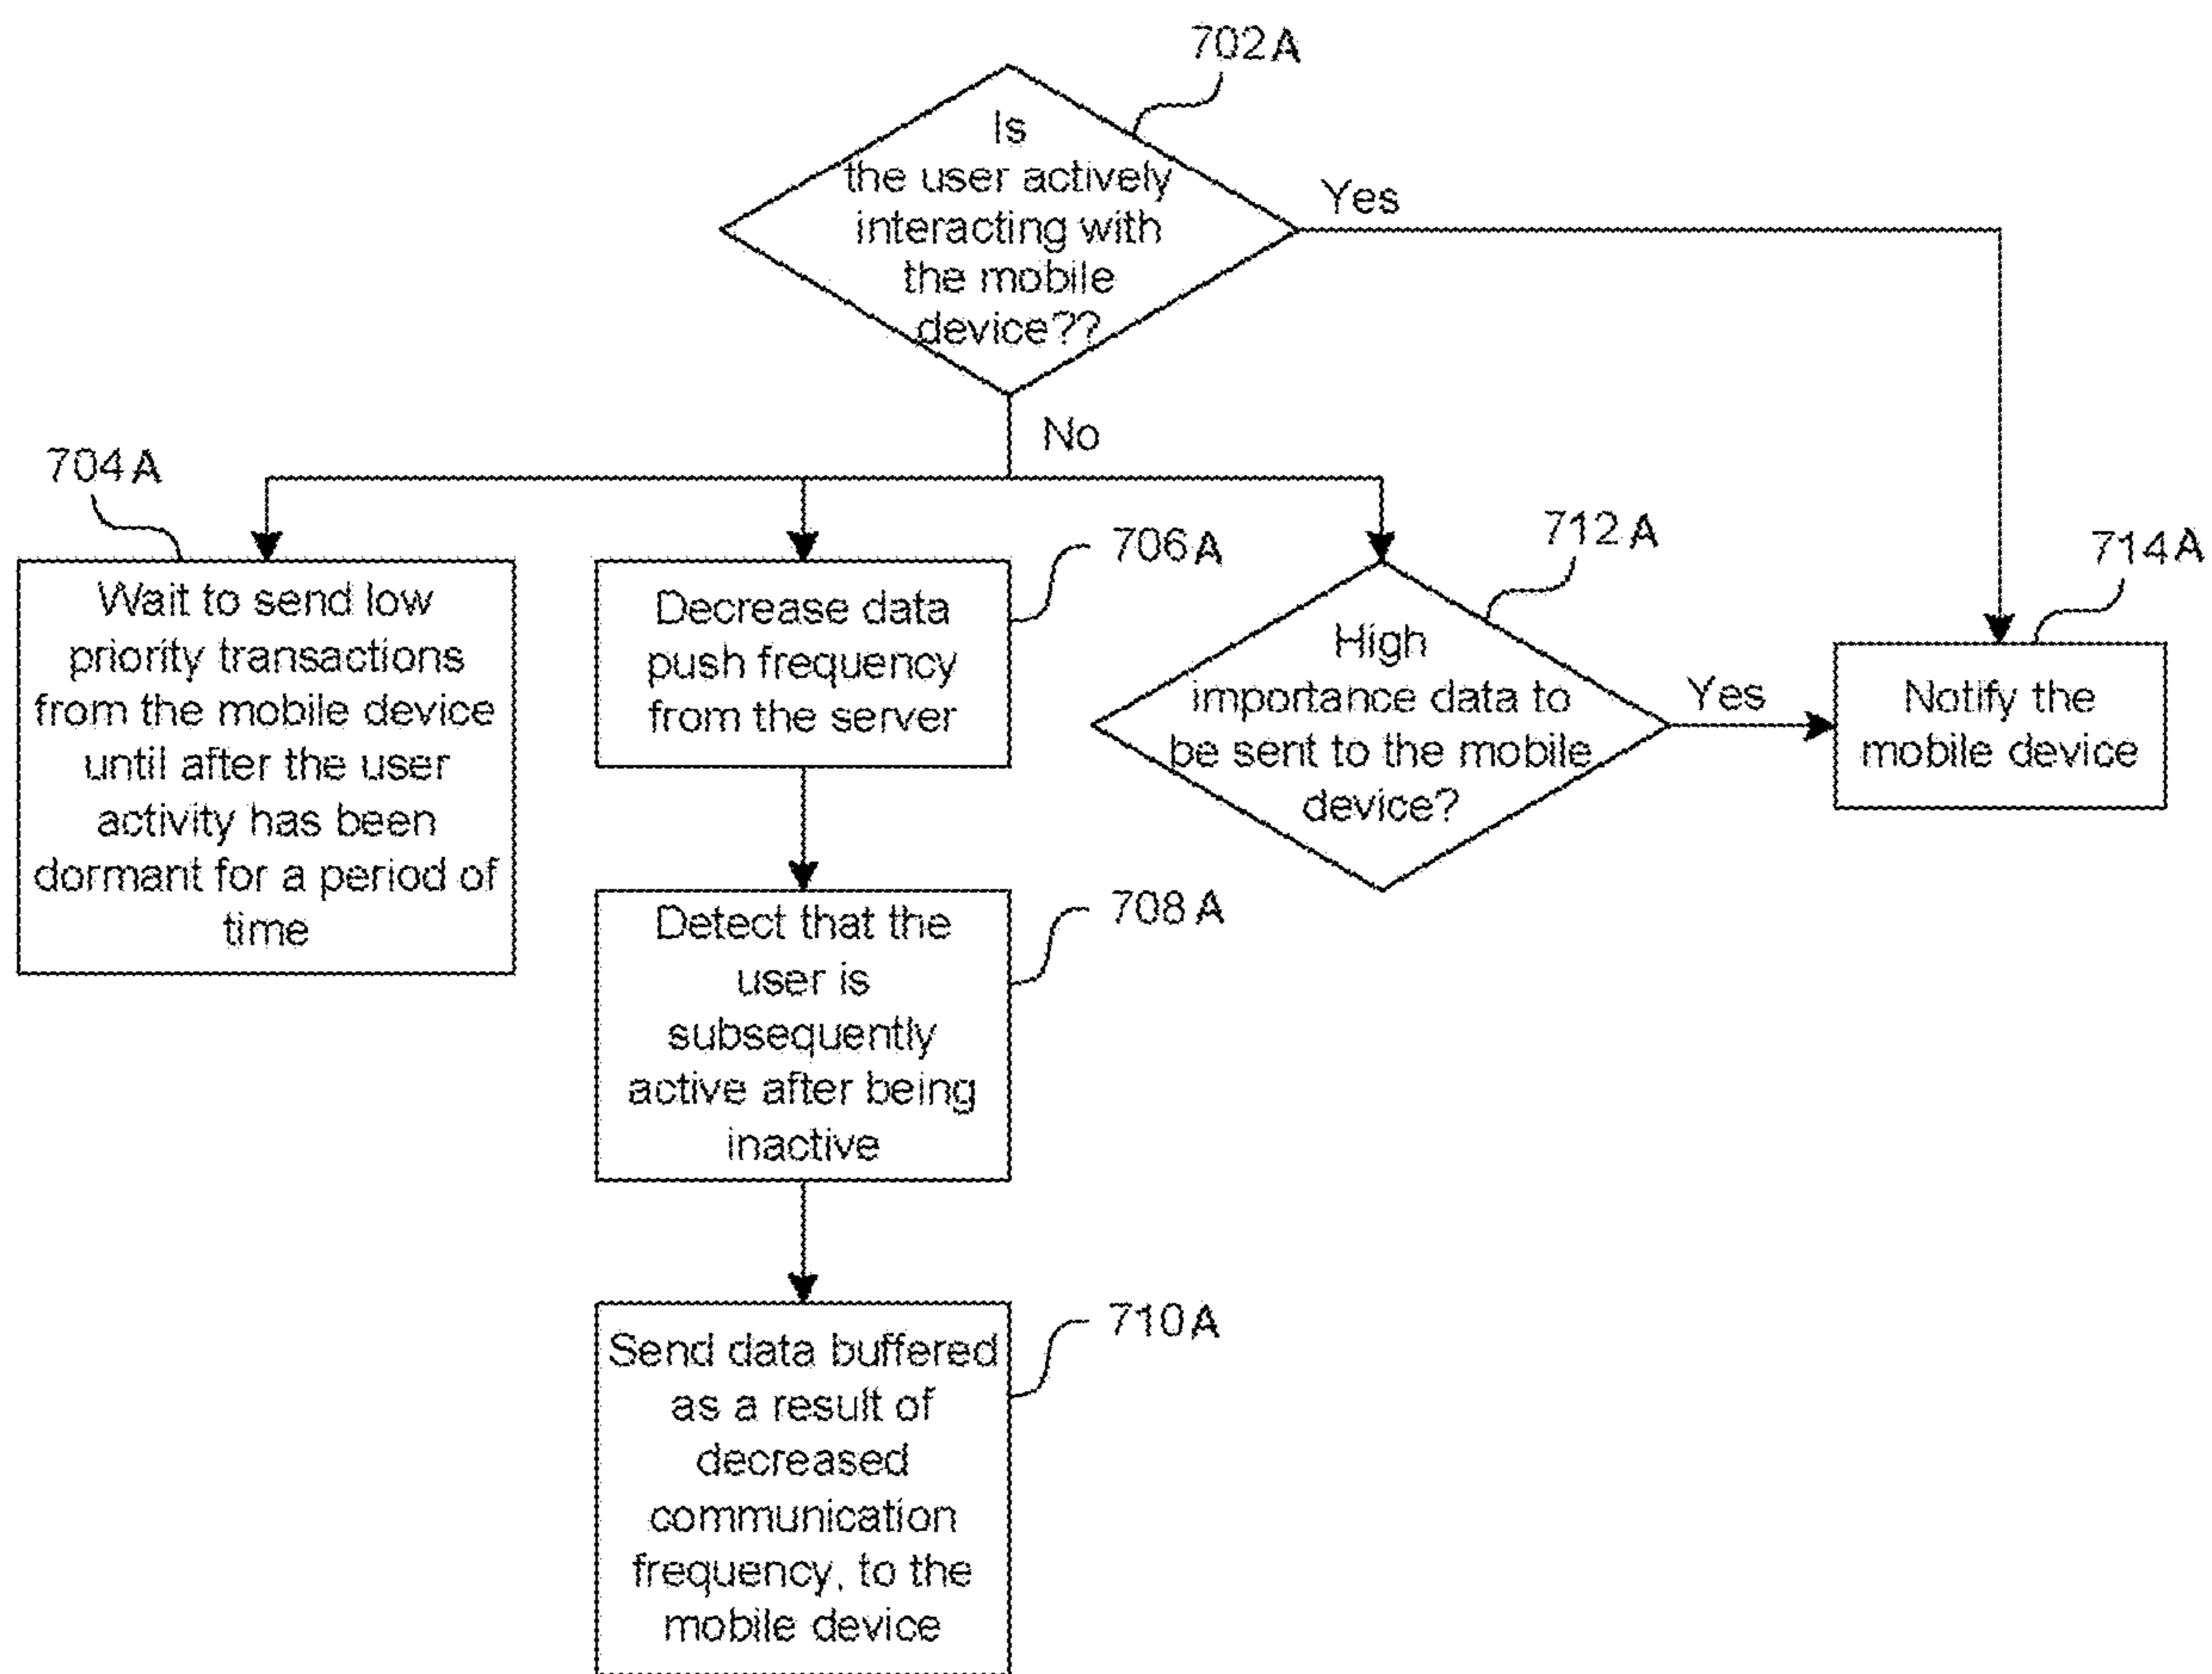 702A
Is
the user actively
interacting with
the mobile
device??
Yes
No
704A
Wait to send low
priority transactions
from the mobile device
until after the user
activity has been
dormant for a period of
time
706A
Decrease data
push frequency
from the server
712A
High
importance data to
be sent to the mobile
device?
Yes
714A
Notify the
mobile device
708A
Detect that the
user is
subsequently
active after being
inactive
710A
Send data buffered
as a result of
decreased
communication
frequency, to the
mobile device